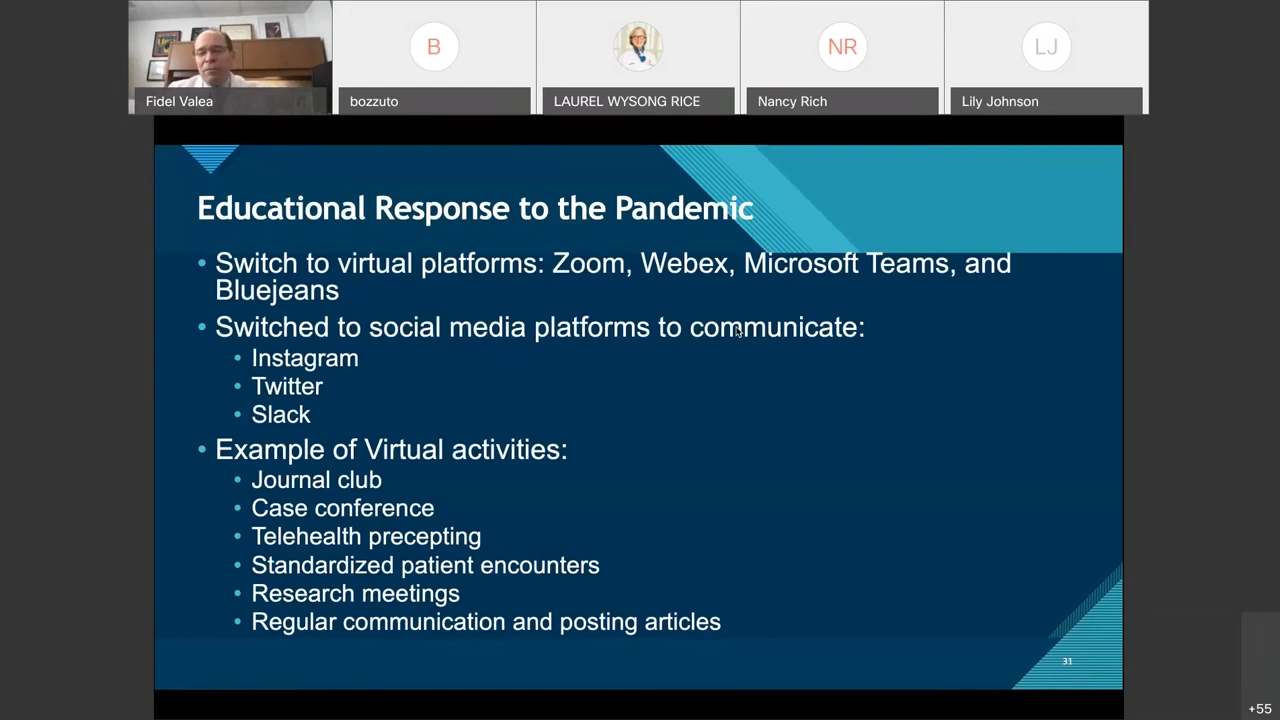 B
NR
LJ
Fidel Valea
bozzuto
LAUREL WYSONG RICE
Nancy Rich
Lily Johnson
Educational Response to the Pandemic
• Switch to virtual platforms: Zoom, Webex, Microsoft Teams, and
Bluejeans
• Switched to social media platforms to communicate:
• Instagram
• Twitter
• Slack
• Example of Virtual activities:
• Journal club
• Case conference
• Telehealth precepting
• Standardized patient encounters
• Research meetings
• Regular communication and posting articles
31
+55